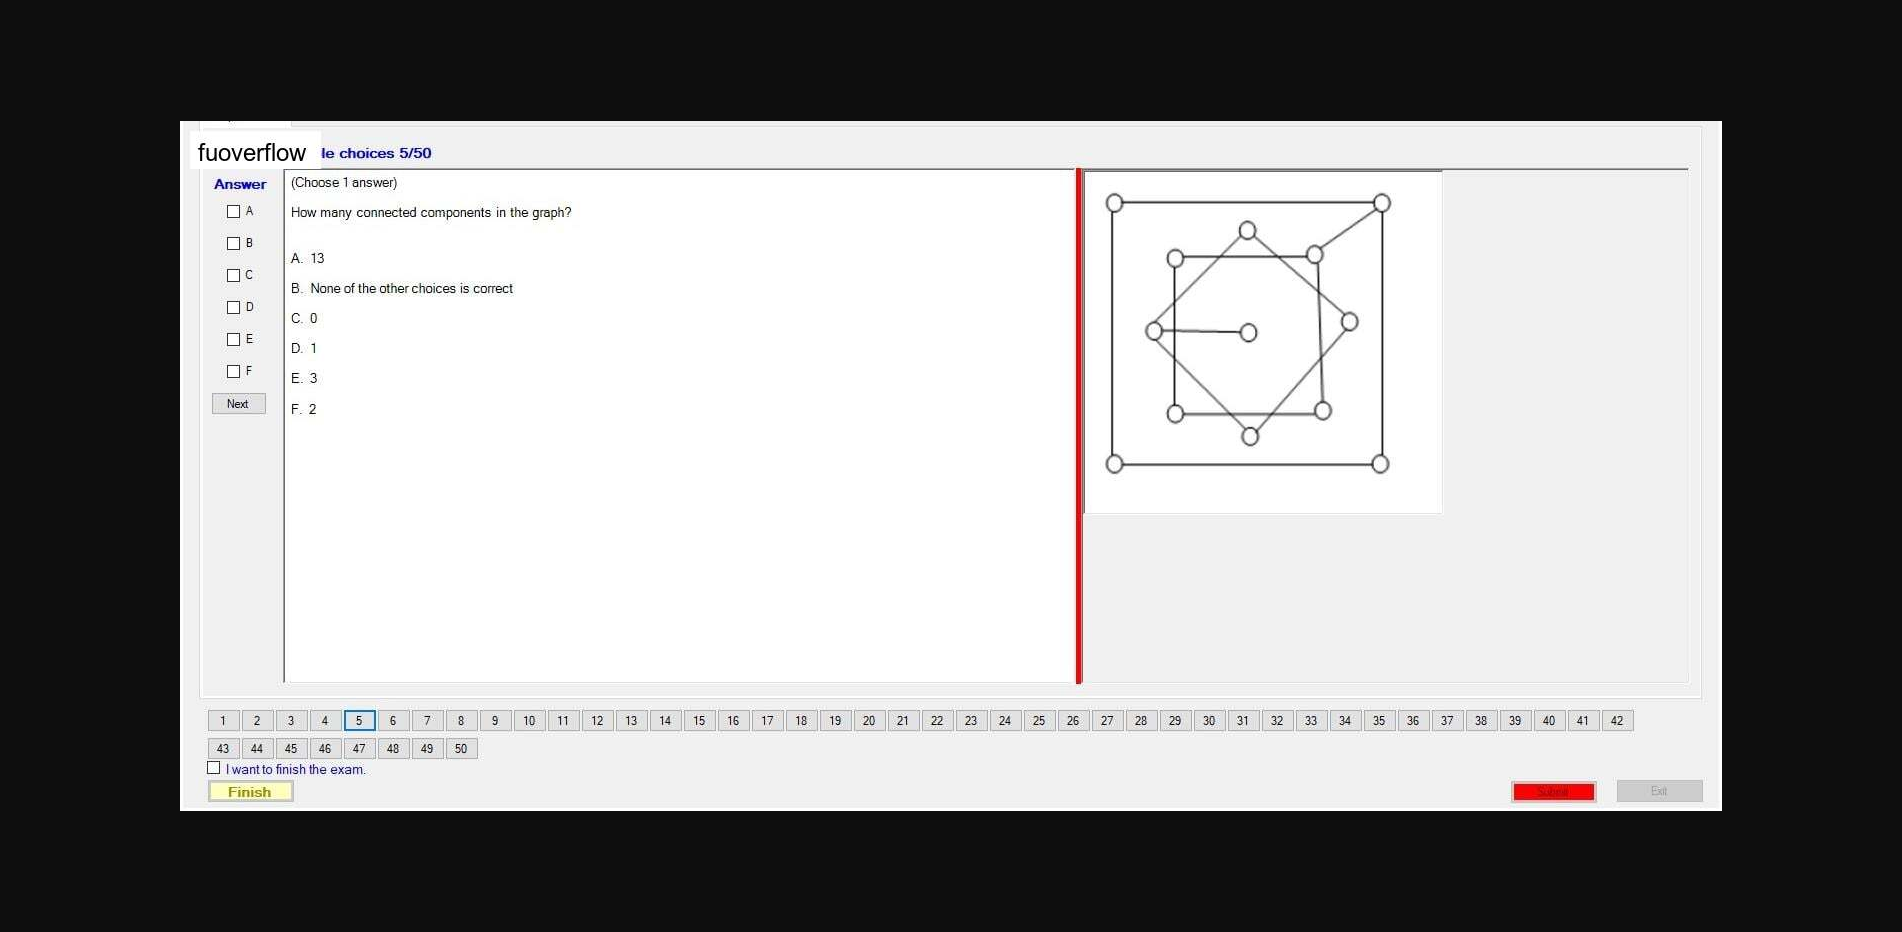 fuoverflow le choices 5/50
Answer
(Choose 1 answer)
A
How many connected components in the graph?
B
C
D
E
F
Next
A. 13
B. None of the other choices is correct
C. 0
D. 1
E. 3
F. 2
1 2 3 4 5 6 7 8 9 10 11 12 13 14 15 16 17 18 19 20 21 22 23 24 25 26 27 28 29 30 31 32 33 34 35 36 37 38 39 40 41 42
43 44 45 46 47 48 49 50
I want to finish the exam.
Finish Submit Exit